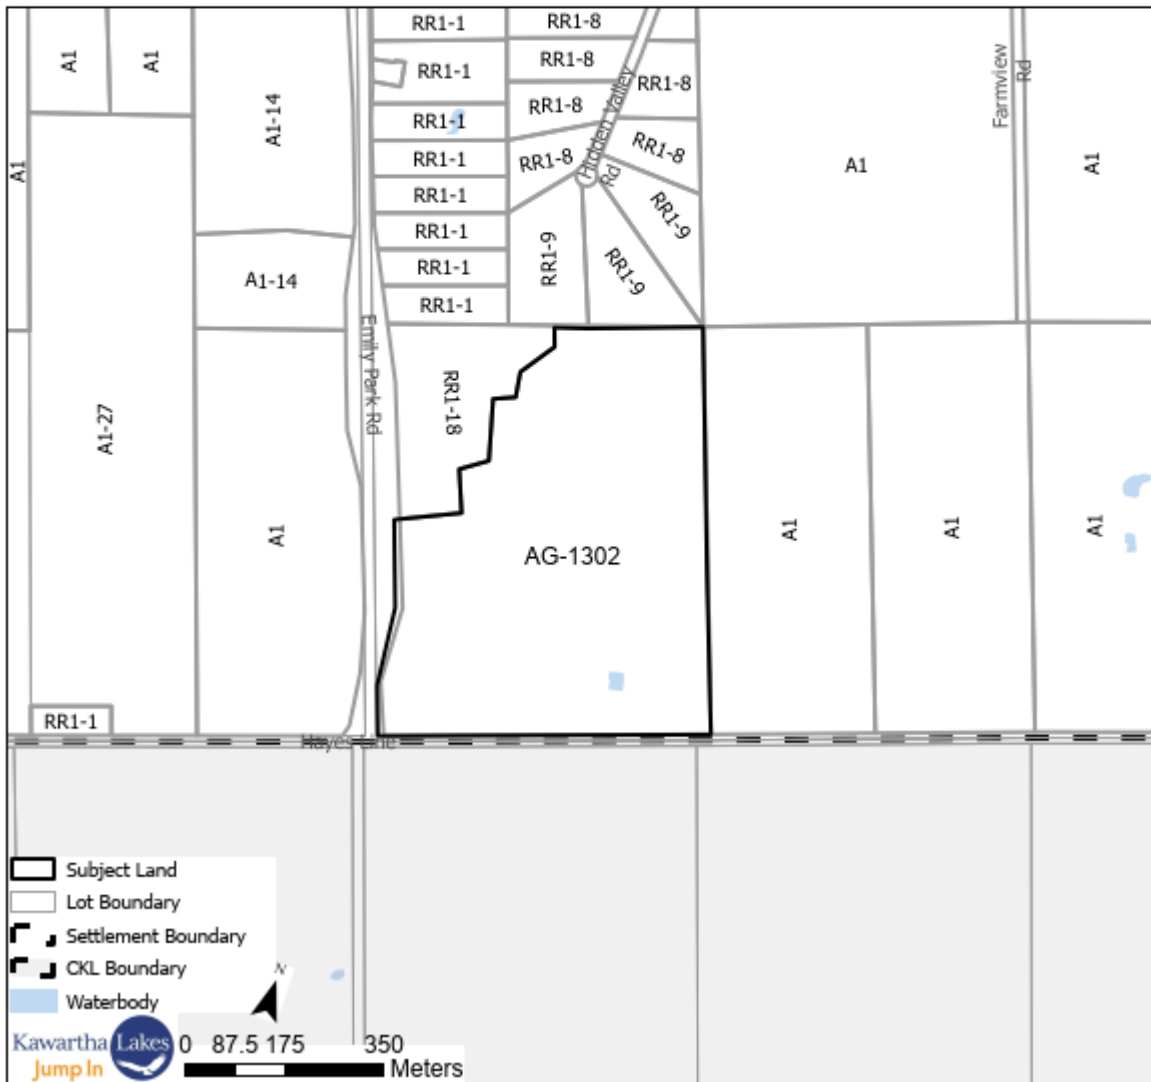 RR1-1
RR1-8
A1
A1
RR1-1
RR1-8
RR1-8
Farmview Rd
A1-14
RR1-1
RR1-8
Hidden Valley Rd
RR1-1
RR1-8
RR1-8
A1
A1
A1
RR1-1
RR1-9
RR1-1
RR1-9
RR1-9
A1-14
RR1-1
RR1-1
Emily Park Rd
RR1-18
A1-27
A1
AG-1302
A1
A1
A1
RR1-1
Hayes Line
Subject Land
Lot Boundary
Settlement Boundary
CKL Boundary
N
Waterbody
Kawartha Lakes
Jump In
0 87.5 175 350
Meters